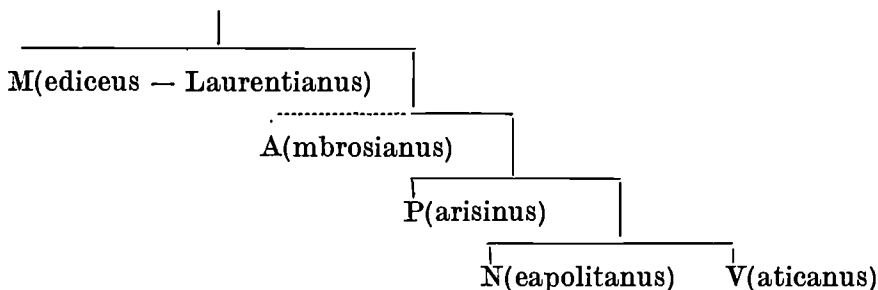 M(ediceus — Laurentianus)
A(mbrosianus)
P(arisinus)
N(eapolitanus) V(aticanus)